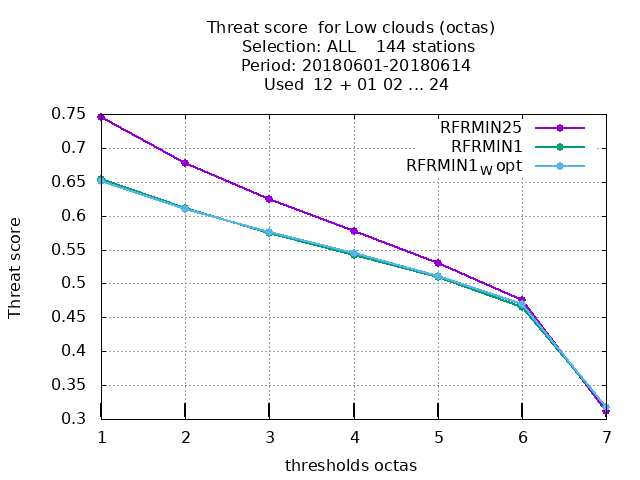 Threat score  for Low clouds (octas)
Selection: ALL    144 stations
Period: 20180601-20180614
Used  12 + 01 02 ... 24
RFRMIN25
RFRMIN1
RFRMIN1W opt
Threat score
0.75
0.7
0.65
0.6
0.55
0.5
0.45
0.4
0.35
0.3
1 2 3 4 5 6 7
thresholds octas